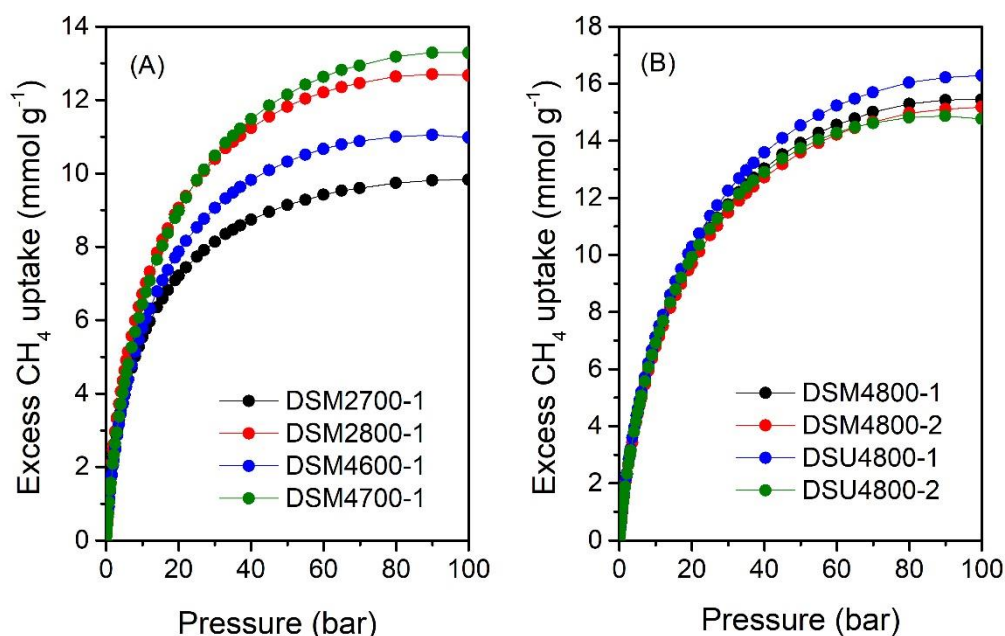 (A)
Excess CH₄ uptake (mmol g⁻¹)
14
12
10
8
6
4
2
0
DSM2700-1
DSM2800-1
DSM4600-1
DSM4700-1
0 20 40 60 80 100
Pressure (bar)
(B)
Excess CH₄ uptake (mmol g⁻¹)
18
16
14
12
10
8
6
4
2
0
DSM4800-1
DSM4800-2
DSU4800-1
DSU4800-2
0 20 40 60 80 100
Pressure (bar)